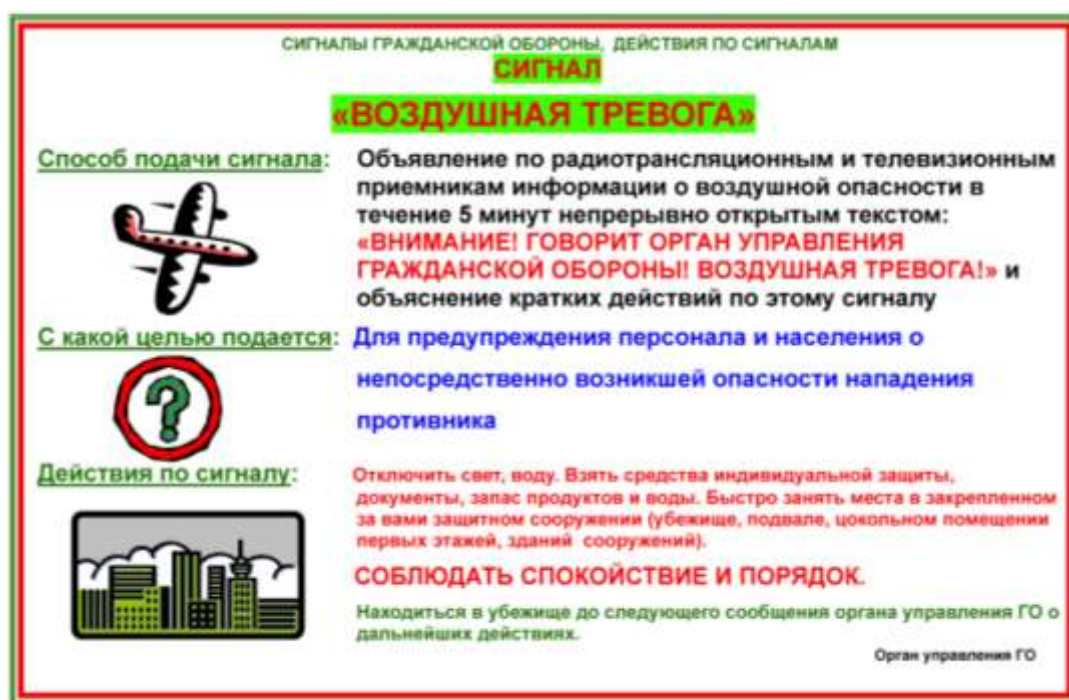 СИГНАЛЫ ГРАЖДАНСКОЙ ОБОРОНЫ, ДЕЙСТВИЯ ПО СИГНАЛАМ
СИГНАЛ
«ВОЗДУШНАЯ ТРЕВОГА»
Способ подачи сигнала: Объявление по радиотрансляционным и телевизионным
приемникам информации о воздушной опасности в
течение 5 минут непрерывно открытым текстом:
«ВНИМАНИЕ! ГОВОРИТ ОРГАН УПРАВЛЕНИЯ
ГРАЖДАНСКОЙ ОБОРОНЫ! ВОЗДУШНАЯ ТРЕВОГА!» и
объяснение кратких действий по этому сигналу
С какой целью подается: Для предупреждения персонала и населения о
непосредственно возникшей опасности нападения
противника
Действия по сигналу: Отключить свет, воду. Взять средства индивидуальной защиты,
документы, запас продуктов и воды. Быстро занять места в закрепленном
за вами защитном сооружении (убежище, подвале, цокольном помещении
первых этажей, зданий сооружений).
СОБЛЮДАТЬ СПОКОЙСТВИЕ И ПОРЯДОК.
Находиться в убежище до следующего сообщения органа управления ГО о
дальнейших действиях.
Орган управления ГО